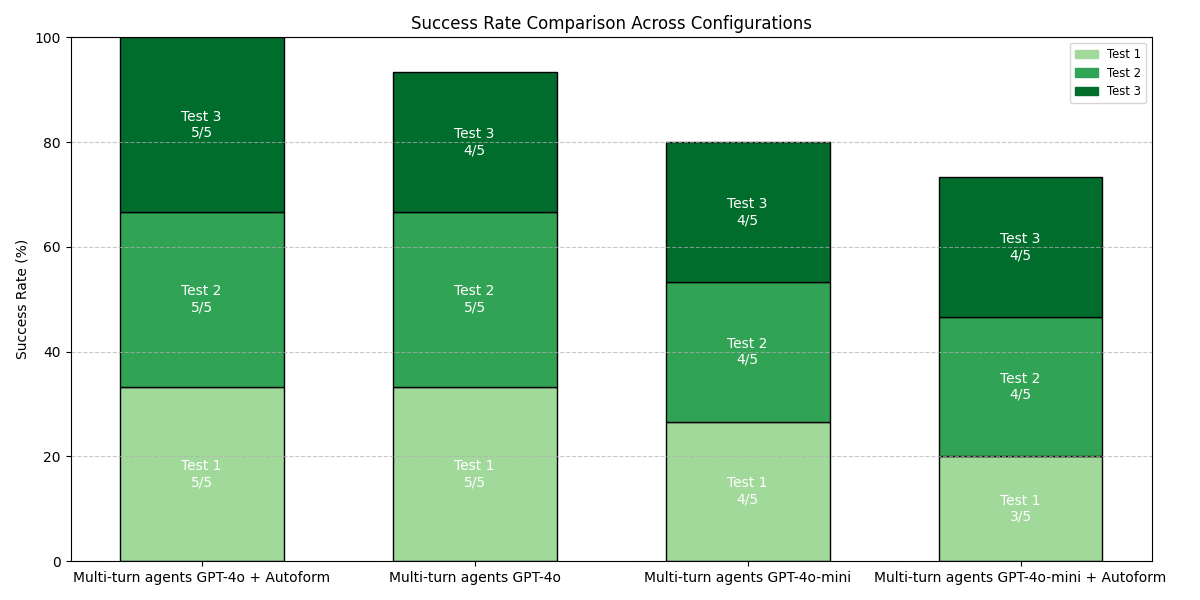 Success Rate Comparison Across Configurations
Success Rate (%)
100
80
60
40
20
0
Test 1
Test 2
Test 3
Test 3
5/5
Test 2
5/5
Test 1
5/5
Test 3
4/5
Test 2
5/5
Test 1
5/5
Test 3
4/5
Test 2
4/5
Test 1
4/5
Test 3
4/5
Test 2
4/5
Test 1
3/5
Multi-turn agents GPT-4o + Autoform
Multi-turn agents GPT-4o
Multi-turn agents GPT-4o-mini
Multi-turn agents GPT-4o-mini + Autoform